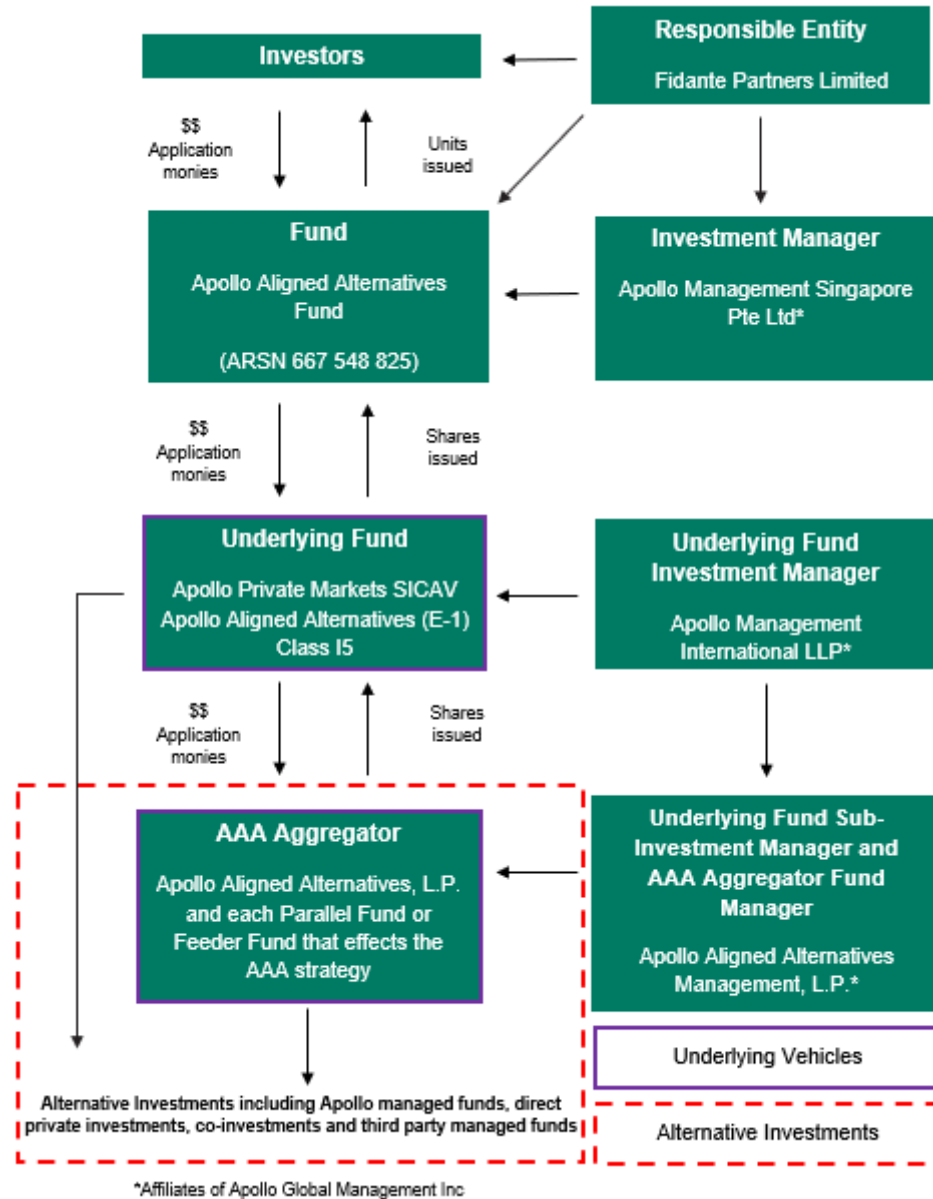 Investors
Responsible Entity
Fidante Partners Limited
$$
Application
monies
Units
issued
Fund
Apollo Aligned Alternatives
Fund
(ARSN 667 548 825)
Investment Manager
Apollo Management Singapore
Pte Ltd*
$$
Application
monies
Shares
issued
Underlying Fund
Apollo Private Markets SICAV
Apollo Aligned Alternatives (E-1)
Class I5
Underlying Fund
Investment Manager
Apollo Management
International LLP*
$$
Application
monies
Shares
issued
AAA Aggregator
Apollo Aligned Alternatives, L.P.
and each Parallel Fund or
Feeder Fund that effects the
AAA strategy
Underlying Fund Sub-
Investment Manager and
AAA Aggregator Fund
Manager
Apollo Aligned Alternatives
Management, L.P.*
Alternative Investments including Apollo managed funds, direct
private investments, co-investments and third party managed funds
Underlying Vehicles
Alternative Investments
*Affiliates of Apollo Global Management Inc